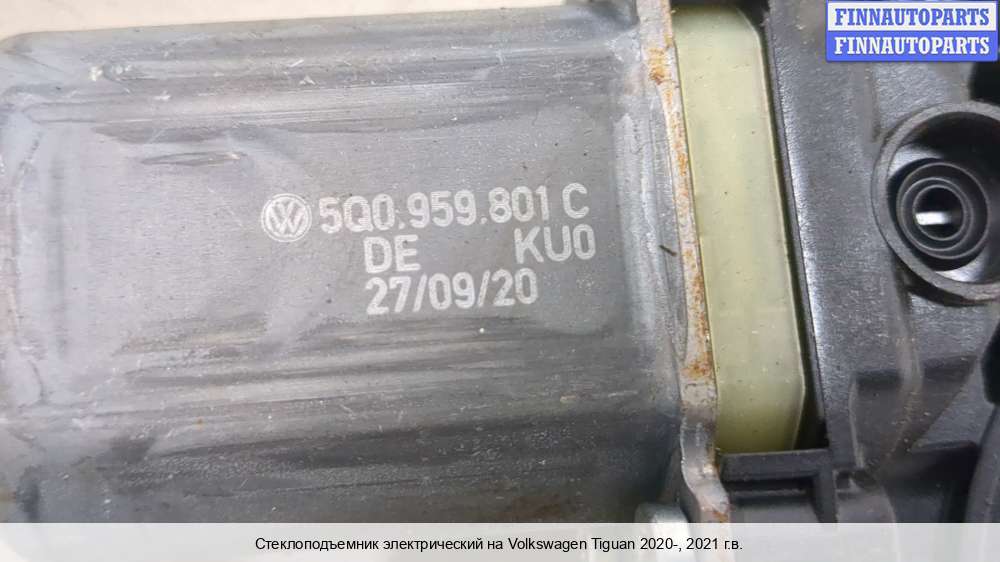 FINNAUTOPARTS
FINNAUTOPARTS
5Q0.959.801 C
DE KU0
27/09/20
Стеклоподъемник электрический на Volkswagen Tiguan 2020-, 2021 г.в.